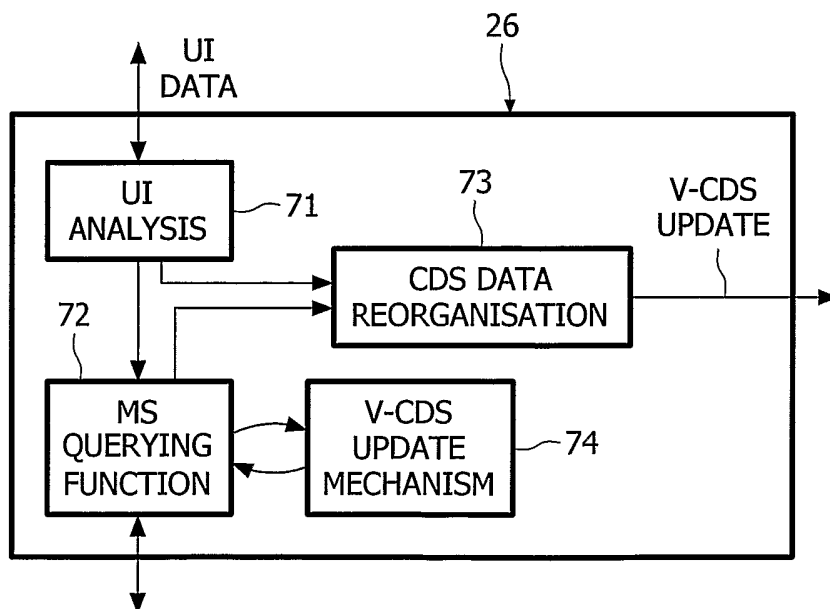 UI
DATA
26
UI
ANALYSIS
71
73
V-CDS
UPDATE
CDS DATA
REORGANISATION
72
MS
QUERYING
FUNCTION
V-CDS
UPDATE
MECHANISM
74